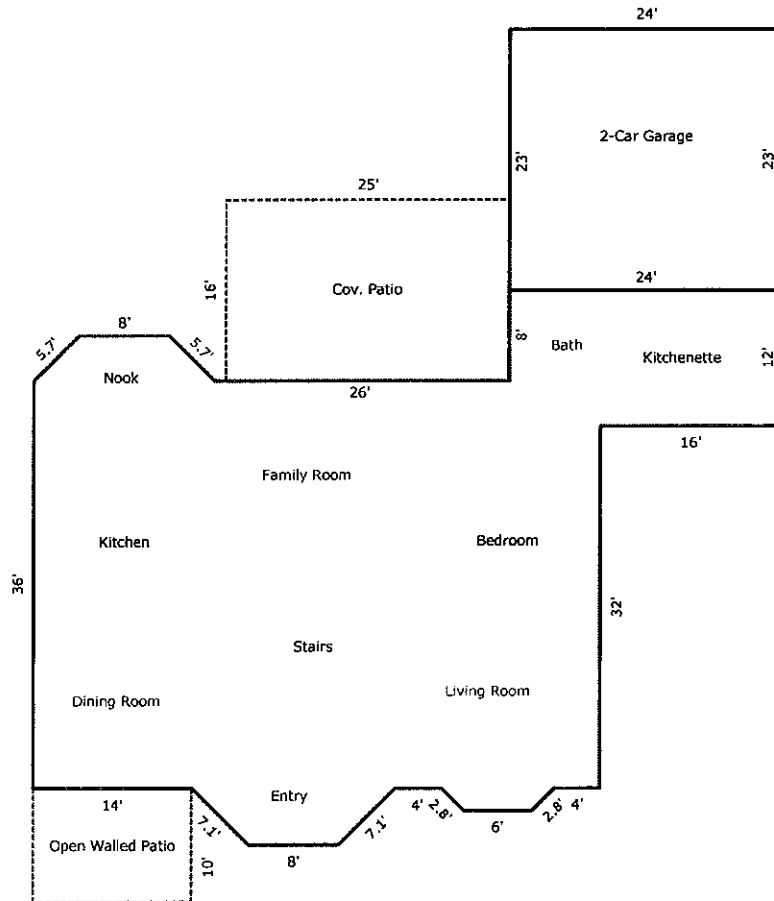 24'
2-Car Garage
23'
23'
25'
24'
16'
Cov. Patio
8'
5.7'
5.7'
Nook
8'
Bath
Kitchenette
12'
26'
16'
Family Room
Kitchen
Bedroom
36'
32'
Stairs
Dining Room
Living Room
14'
Entry
7.1'
8'
7.1'
4'
2.8'
6'
2.8'
4'
Open Walled Patio
10'